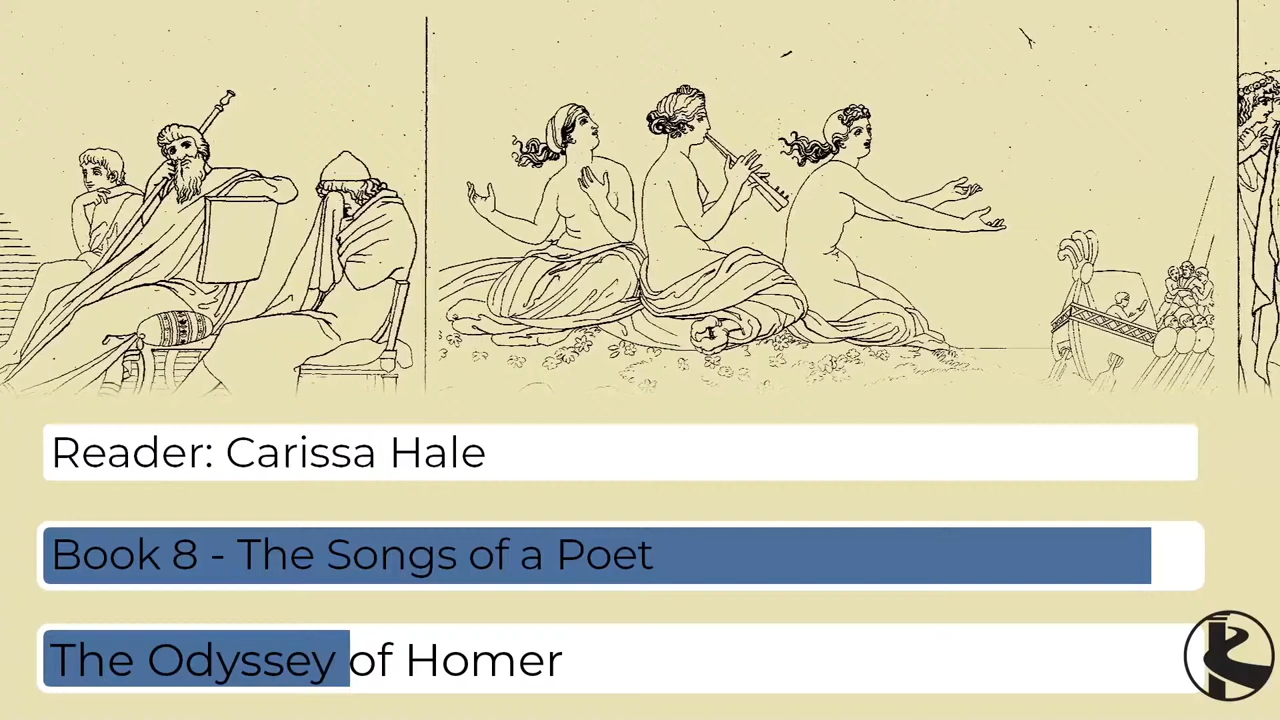 Reader: Carissa Hale
Book 8 - The Songs of a Poet
The Odyssey of Homer